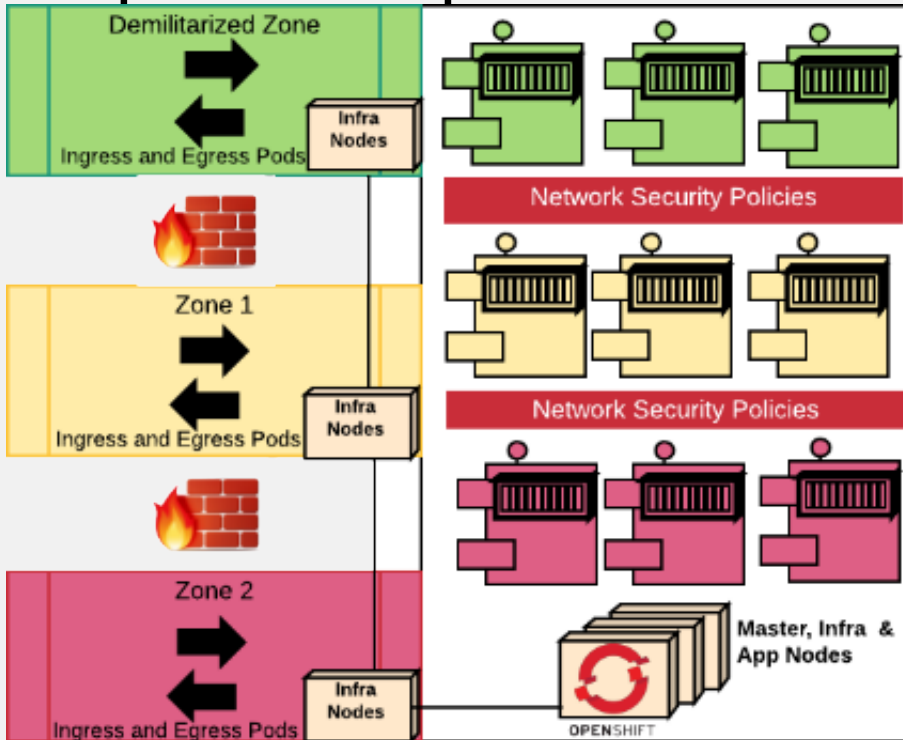 Demilitarized Zone
Infra
Nodes
Ingress and Egress Pods
Network Security Policies
Zone 1
Infra
Nodes
Ingress and Egress Pods
Network Security Policies
Zone 2
Infra
Nodes
Ingress and Egress Pods
Master, Infra &
App Nodes
OPENSHIFT